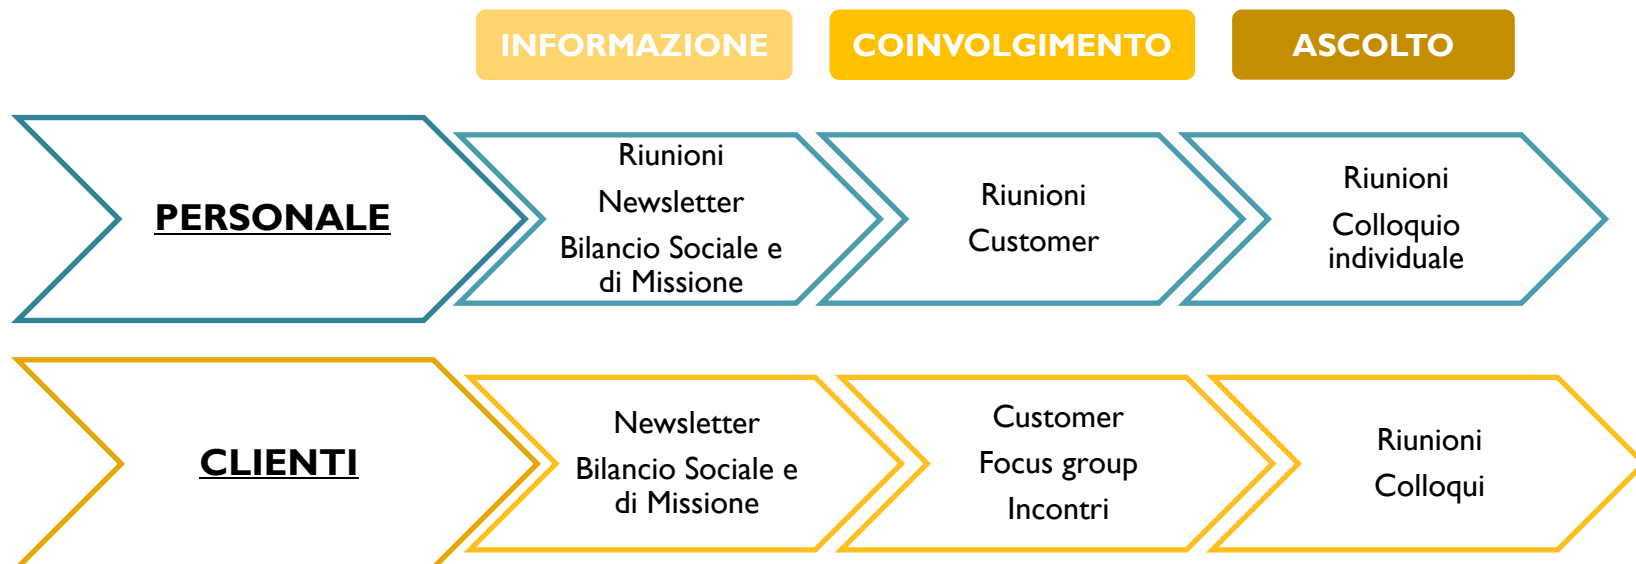 INFORMAZIONE
COINVOLGIMENTO
ASCOLTO
PERSONALE
Riunioni
Newsletter
Bilancio Sociale e
di Missione
Riunioni
Customer
Riunioni
Colloquio
individuale
CLIENTI
Newsletter
Bilancio Sociale e
di Missione
Customer
Focus group
Incontri
Riunioni
Colloqui